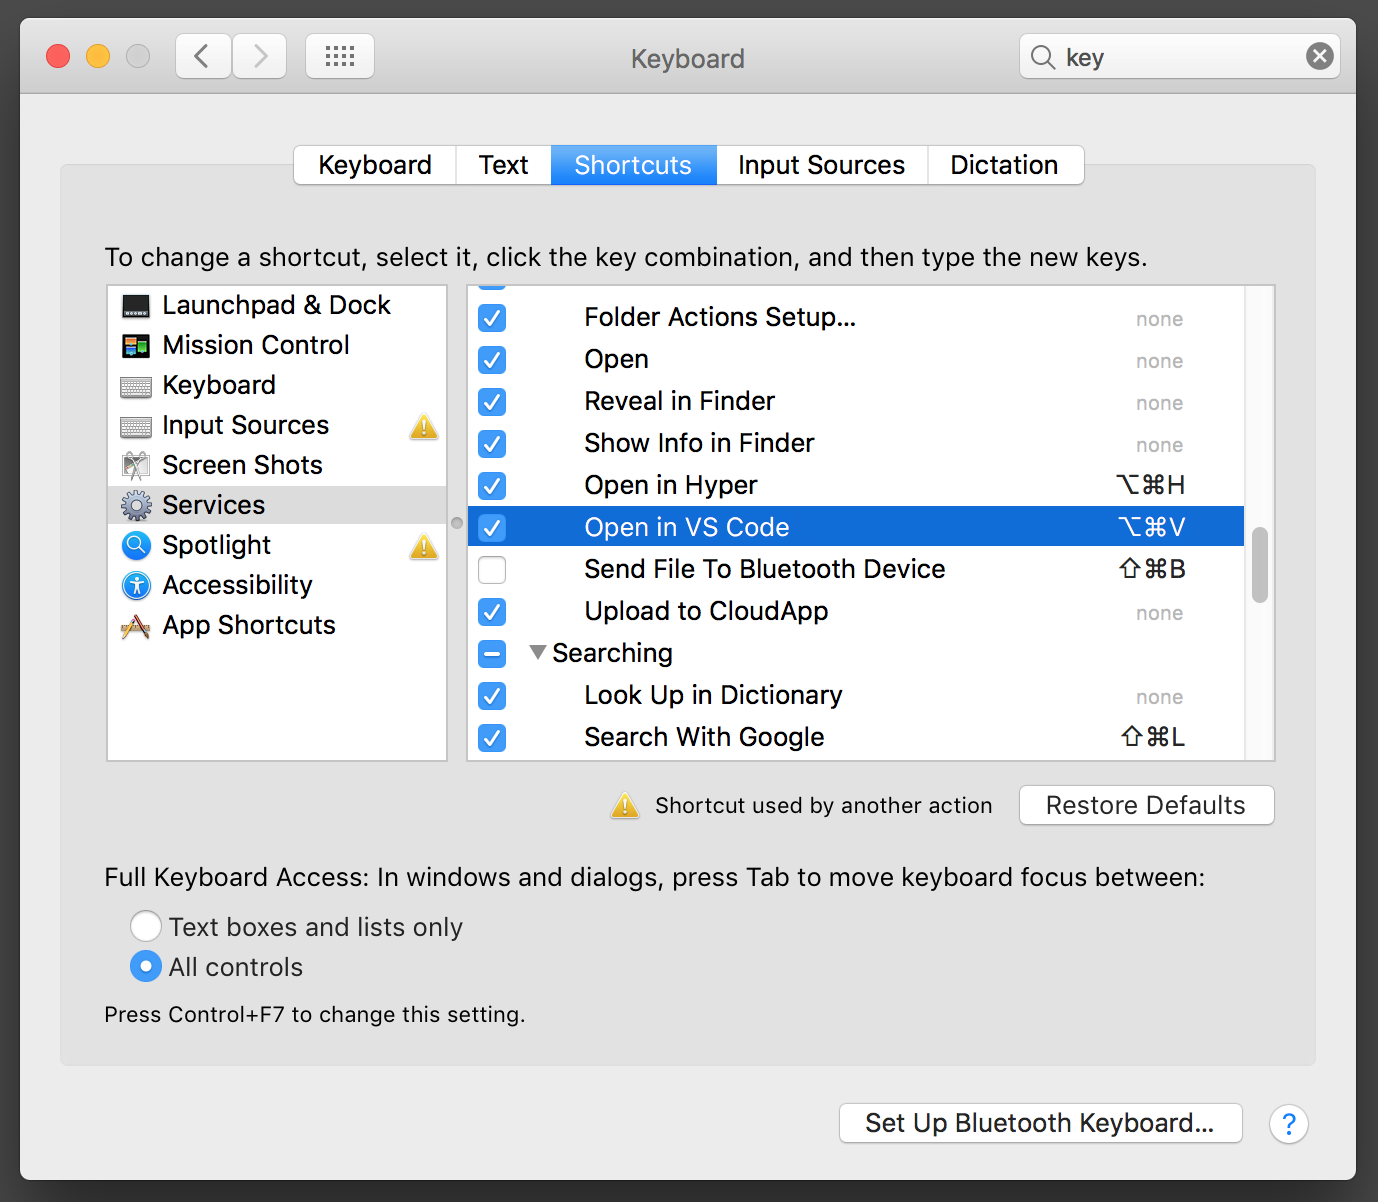 Keyboard
key
Keyboard Text Shortcuts Input Sources Dictation
To change a shortcut, select it, click the key combination, and then type the new keys.
Launchpad & Dock
Mission Control
Keyboard
Input Sources
Screen Shots
Services
Spotlight
Accessibility
App Shortcuts
Folder Actions Setup... none
Open none
Reveal in Finder none
Show Info in Finder none
Open in Hyper ⌥⌘H
Open in VS Code ⌥⌘V
Send File To Bluetooth Device ⇧⌘B
Upload to CloudApp none
Searching
Look Up in Dictionary none
Search With Google ⇧⌘L
Shortcut used by another action
Restore Defaults
Full Keyboard Access: In windows and dialogs, press Tab to move keyboard focus between:
Text boxes and lists only
All controls
Press Control+F7 to change this setting.
Set Up Bluetooth Keyboard...
?